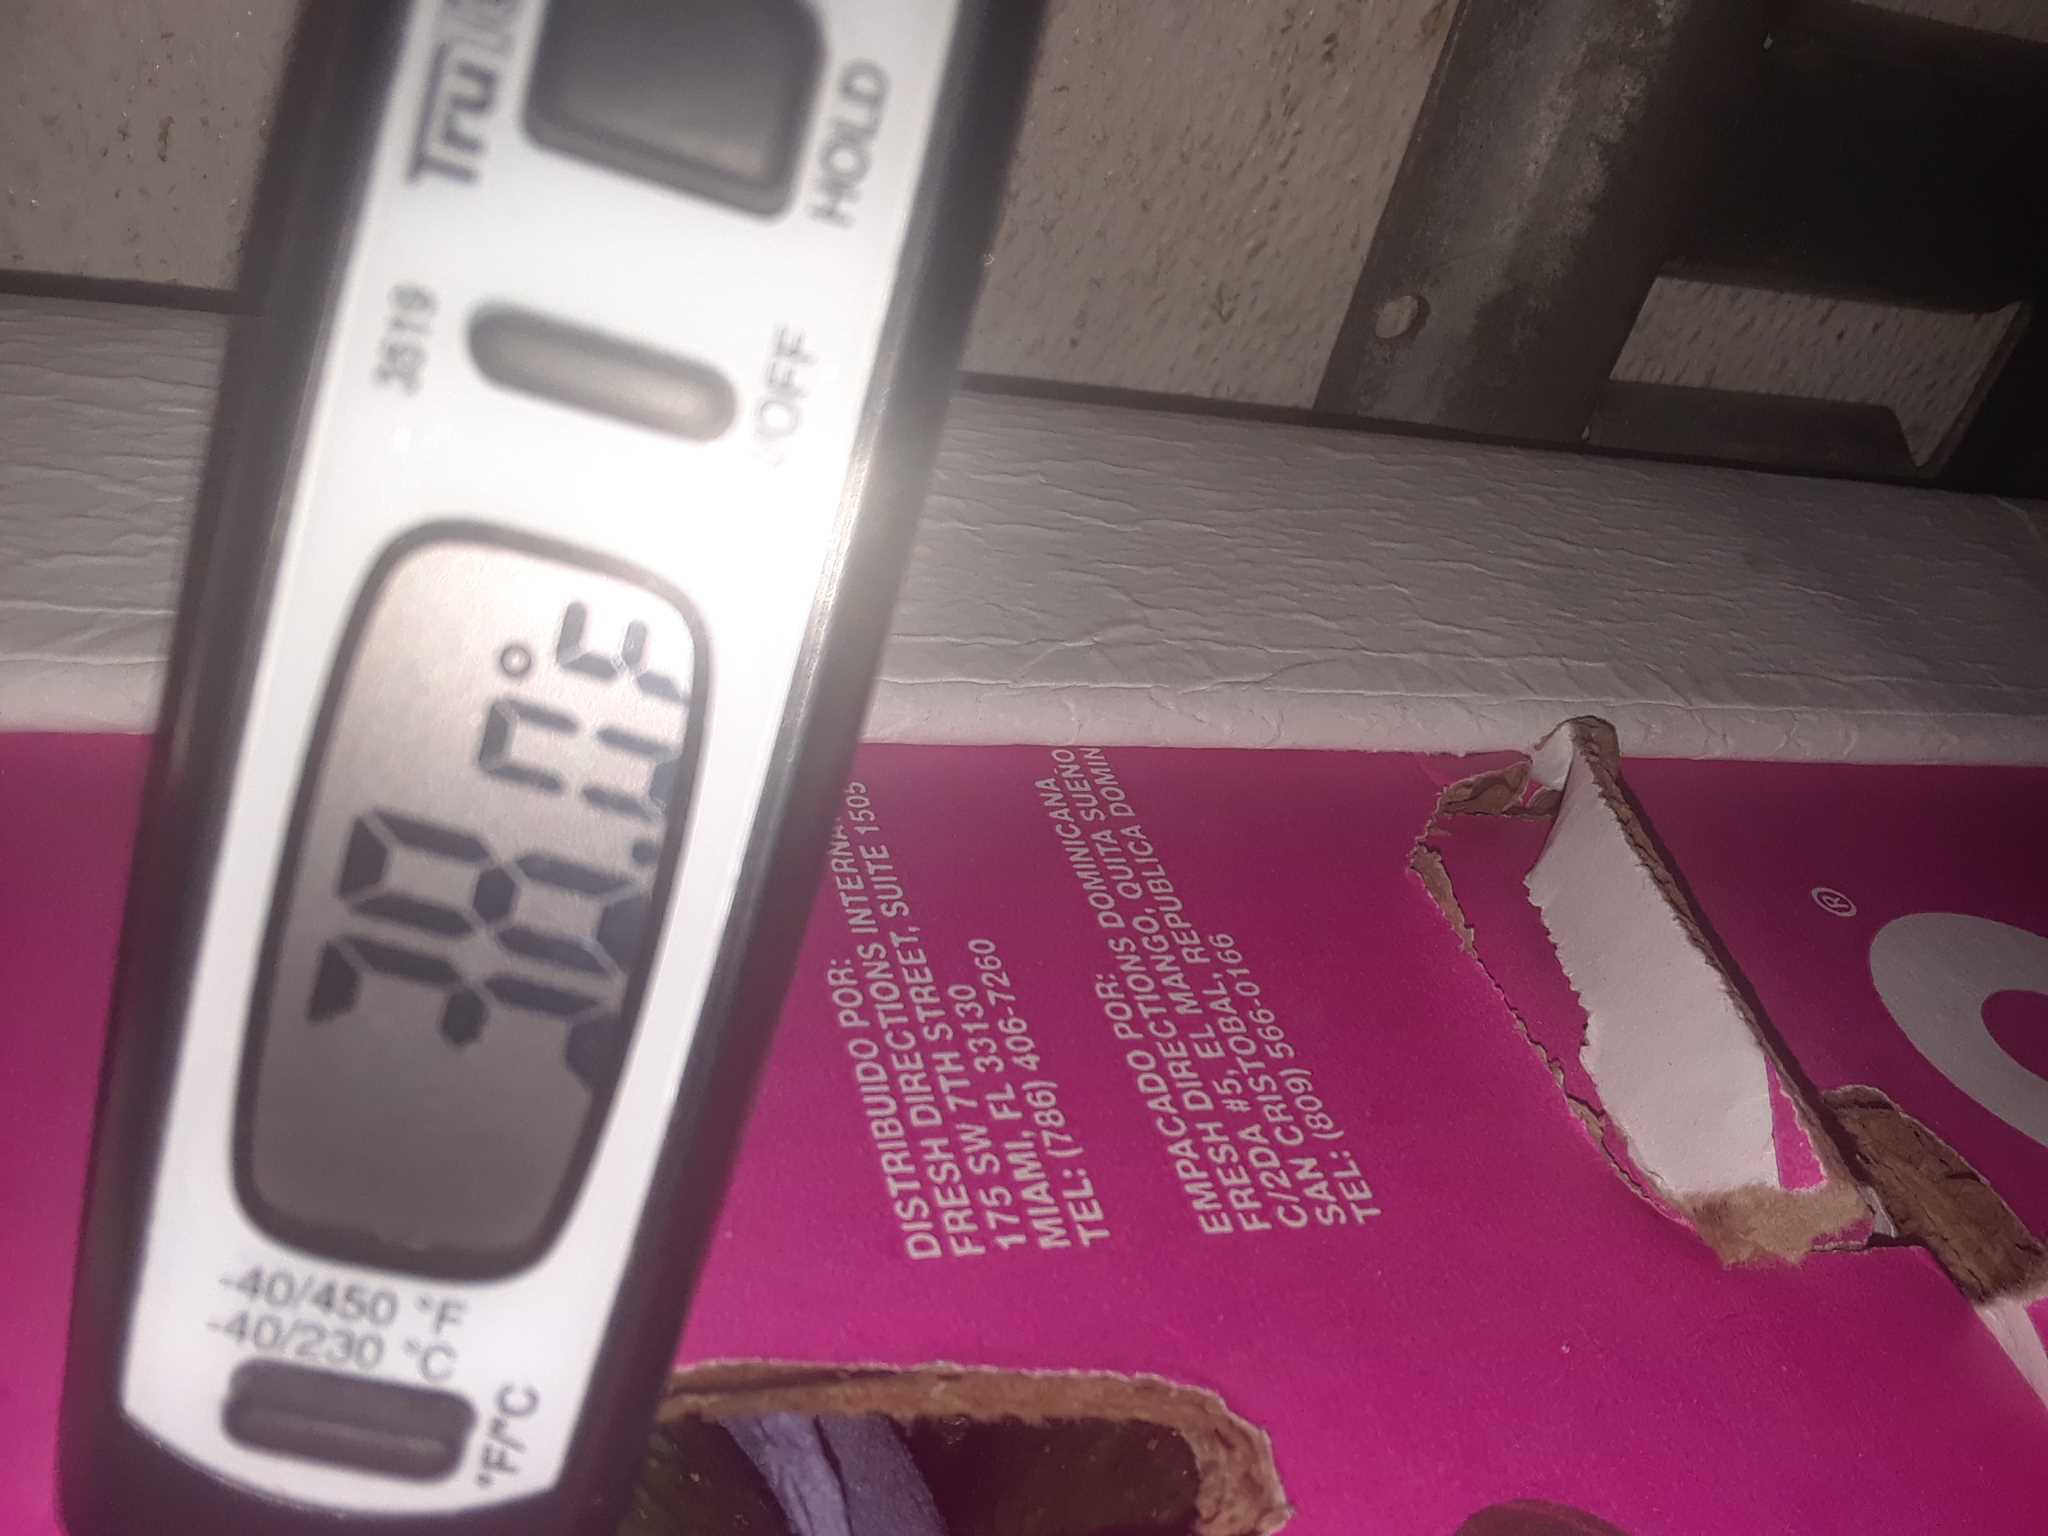 -40/450 °F
-40/230 °C
°F/°C
38.0°F
3519
Tru
OFF
HOLD
DISTRIBUIDO POR:
FRESH DIRECTIONS INTERNA
175 SW 7TH STREET, SUITE 1505
MIAMI, FL 33130
TEL: (786) 406-7260
EMPACADO POR:
FRESH DIRECTIONS DOMINICANA
C/2DA #5, EL MANGO, QUITA SUEÑO
SAN CRISTOBAL, REPUBLICA DOMIN
TEL: (809) 566-0166
®